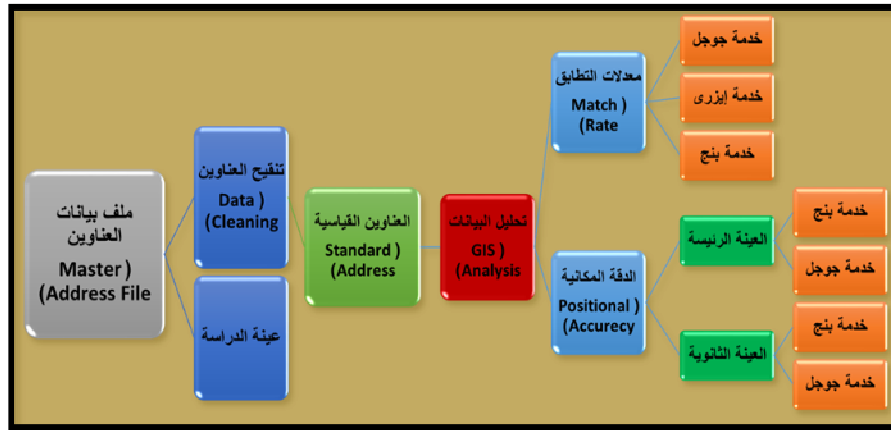 ملف بيانات
العناوين
Master )
(Address File
تنقيح العناوين
Data )
(Cleaning
عينة الدراسة
العناوين القياسية
Standard )
(Address
تحليل البيانات
GIS )
(Analysis
معدلات التطابق
Match )
(Rate
خدمة جوجل
خدمة إيزرى
خدمة بنج
الدقة المكانية
Positional )
(Accurecy
العينة الرئيسة
خدمة بنج
خدمة جوجل
العينة الثانوية
خدمة بنج
خدمة جوجل